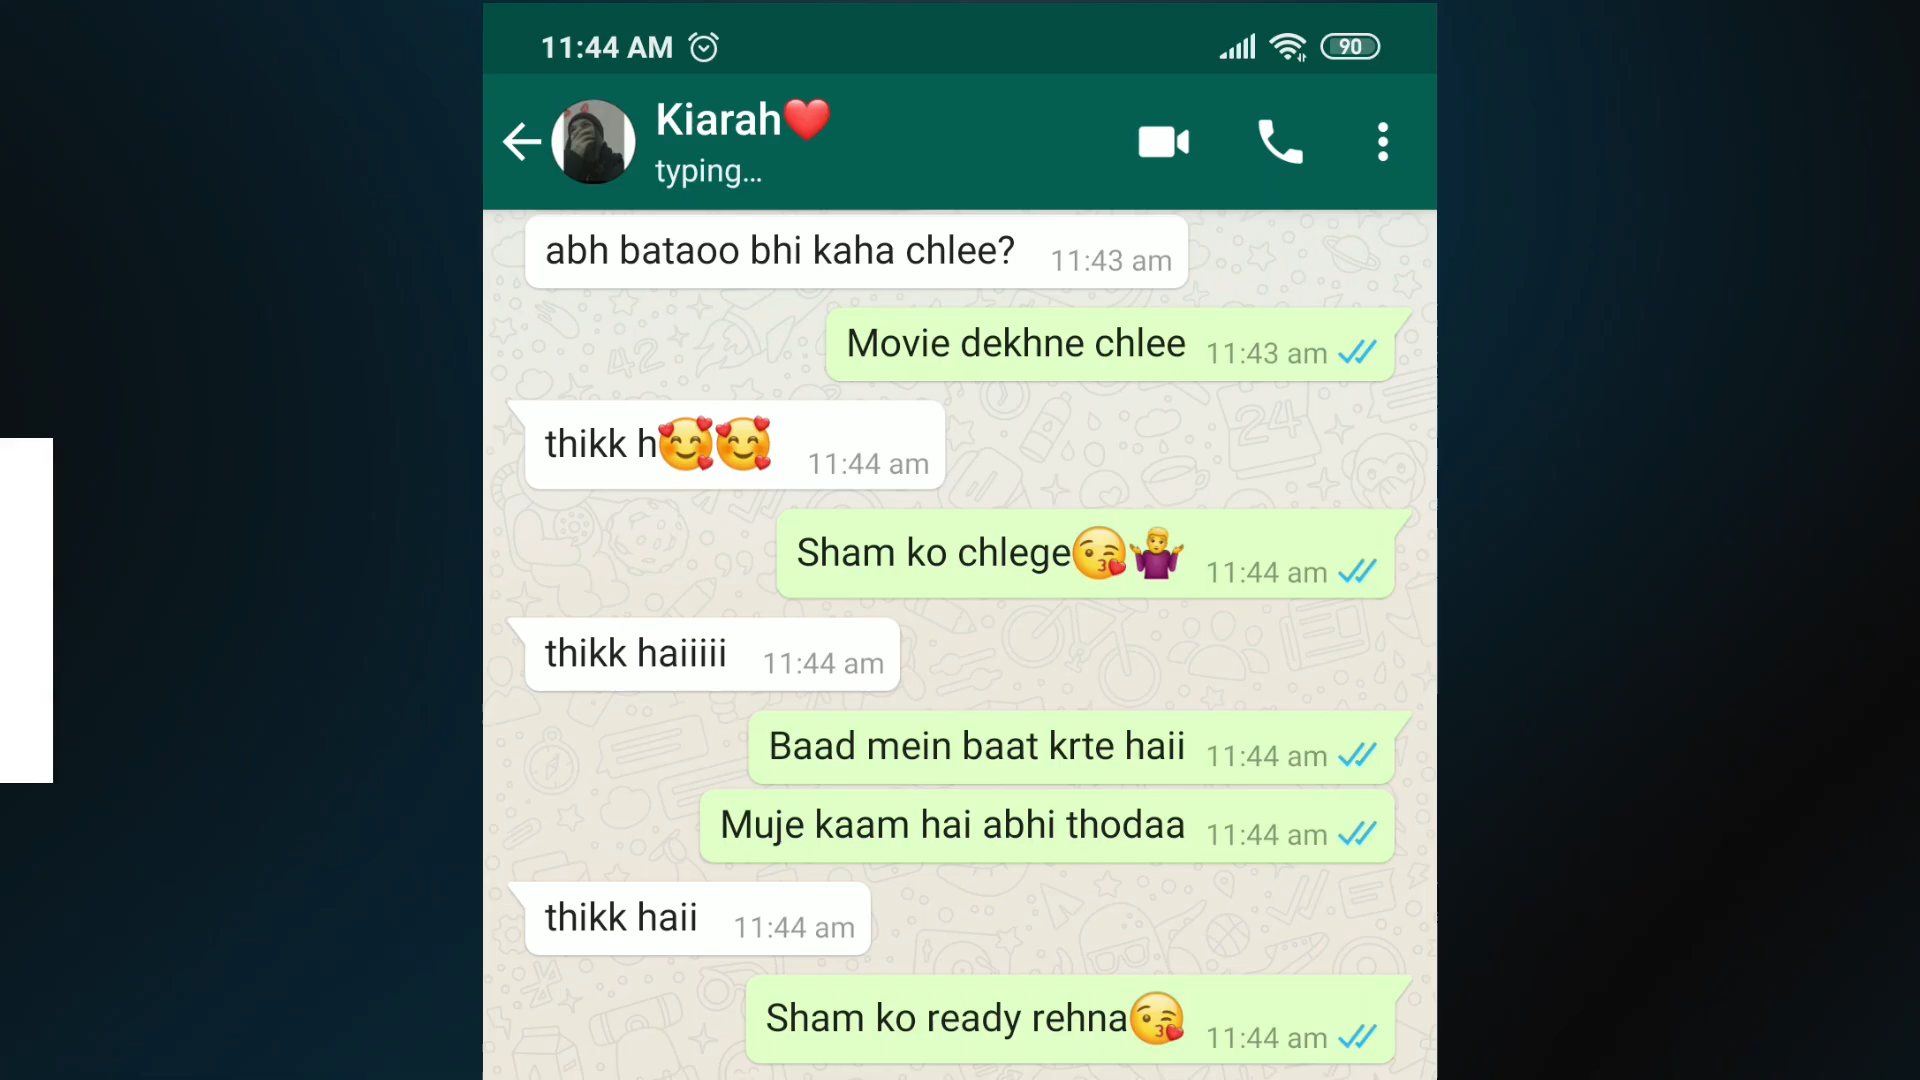 11:44 AM 90
Kiarah❤️
typing...
abh bataoo bhi kaha chlee? 11:43 am
Movie dekhne chlee 11:43 am
thikk h🥰🥰 11:44 am
Sham ko chlege😘🤷‍♂️ 11:44 am
thikk haiiiii 11:44 am
Baad mein baat krte haii 11:44 am
Muje kaam hai abhi thodaa 11:44 am
thikk haii 11:44 am
Sham ko ready rehna😘 11:44 am